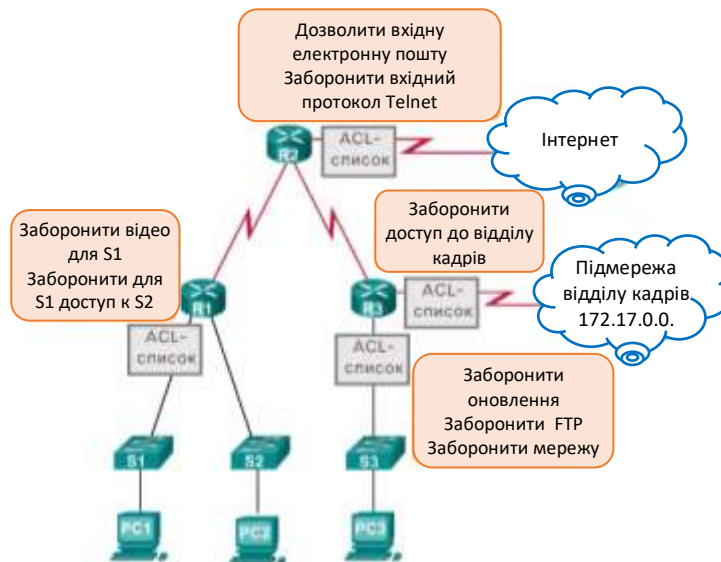 Дозволити вхідну
електронну пошту
Заборонити вхідний
протокол Telnet
ACL-
список
Інтернет
R2
Заборонити
доступ до відділу
кадрів
Заборонити відео
для S1
Заборонити для
S1 доступ к S2
Підмережа
відділу кадрів
172.17.0.0.
R1
R3
ACL-
список
ACL-
список
ACL-
список
Заборонити
оновлення
Заборонити FTP
Заборонити мережу
S1
S2
S3
PC1
PC2
PC3